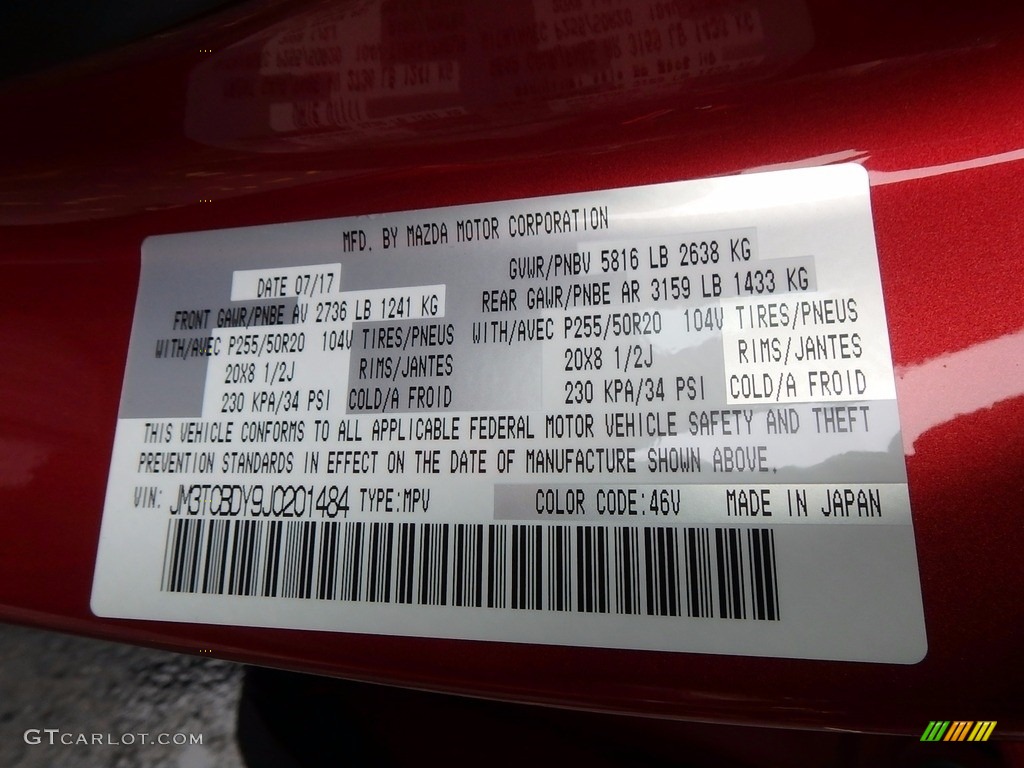 MFD. BY MAZDA MOTOR CORPORATION
DATE 07/17 GVWR/PNBV 5816 LB 2638 KG
FRONT GAWR/PNBE AV 2736 LB 1241 KG REAR GAWR/PNBE AR 3159 LB 1433 KG
WITH/AVEC P255/50R20 104V TIRES/PNEUS WITH/AVEC P255/50R20 104V TIRES/PNEUS
20X8 1/2J RIMS/JANTES 20X8 1/2J RIMS/JANTES
230 KPA/34 PSI COLD/A FROID 230 KPA/34 PSI COLD/A FROID
THIS VEHICLE CONFORMS TO ALL APPLICABLE FEDERAL MOTOR VEHICLE SAFETY AND THEFT
PREVENTION STANDARDS IN EFFECT ON THE DATE OF MANUFACTURE SHOWN ABOVE.
VIN: JM3TCBDY9J0201484 TYPE:MPV COLOR CODE:46V MADE IN JAPAN
GTCARLOT.COM